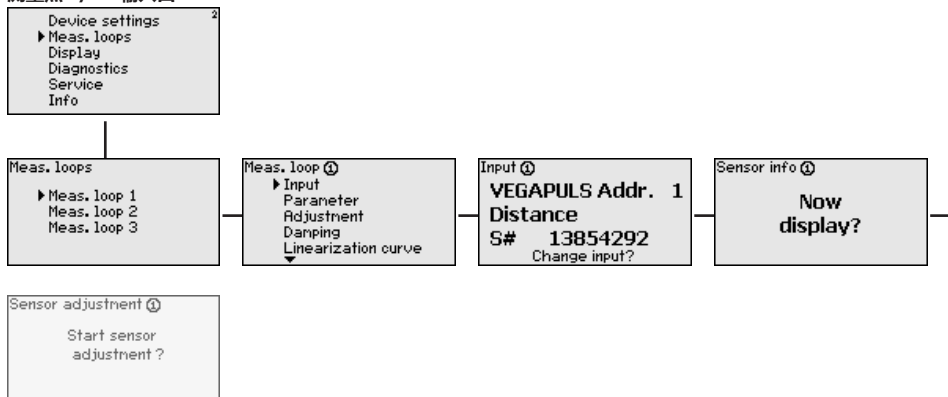 Device settings
2
Meas. loops
Display
Diagnostics
Service
Info
Meas. loops
Meas. loop 1
Meas. loop 2
Meas. loop 3
Meas. loop ①
Input
Parameter
Adjustment
Damping
Linearization curve
Input ①
VEGAPULS Addr. 1
Distance
S# 13854292
Change input?
Sensor info ①
Now
display?
Sensor adjustment ①
Start sensor
adjustment ?